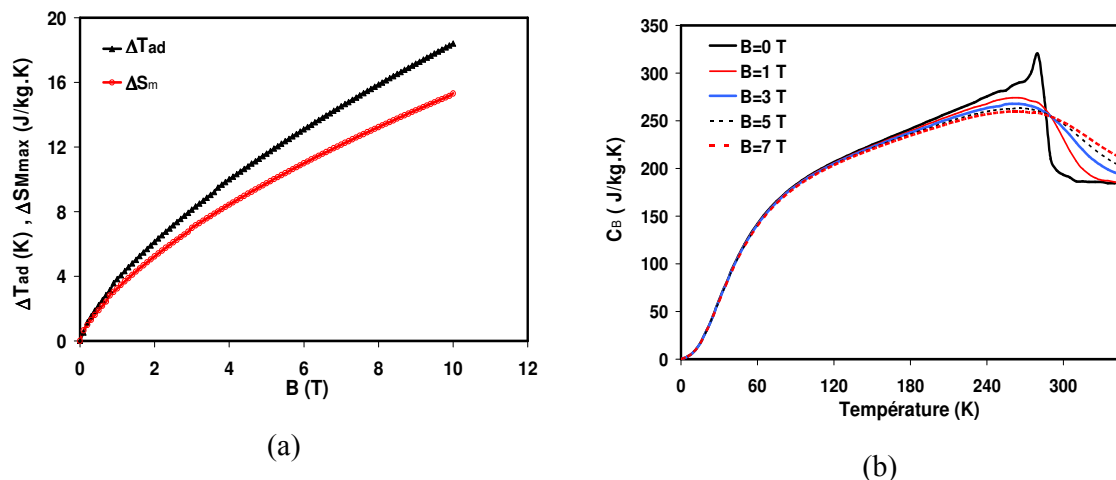 20
16
12
8
4
0
ΔTad
ΔSm
ΔTad (K) , ΔSMmax (J/kg.K)
0 2 4 6 8 10 12
B (T)
(a)
350
300
250
200
150
100
50
0
B=0 T
B=1 T
B=3 T
B=5 T
B=7 T
CB ( J/kg.K)
0 60 120 180 240 300
Température (K)
(b)